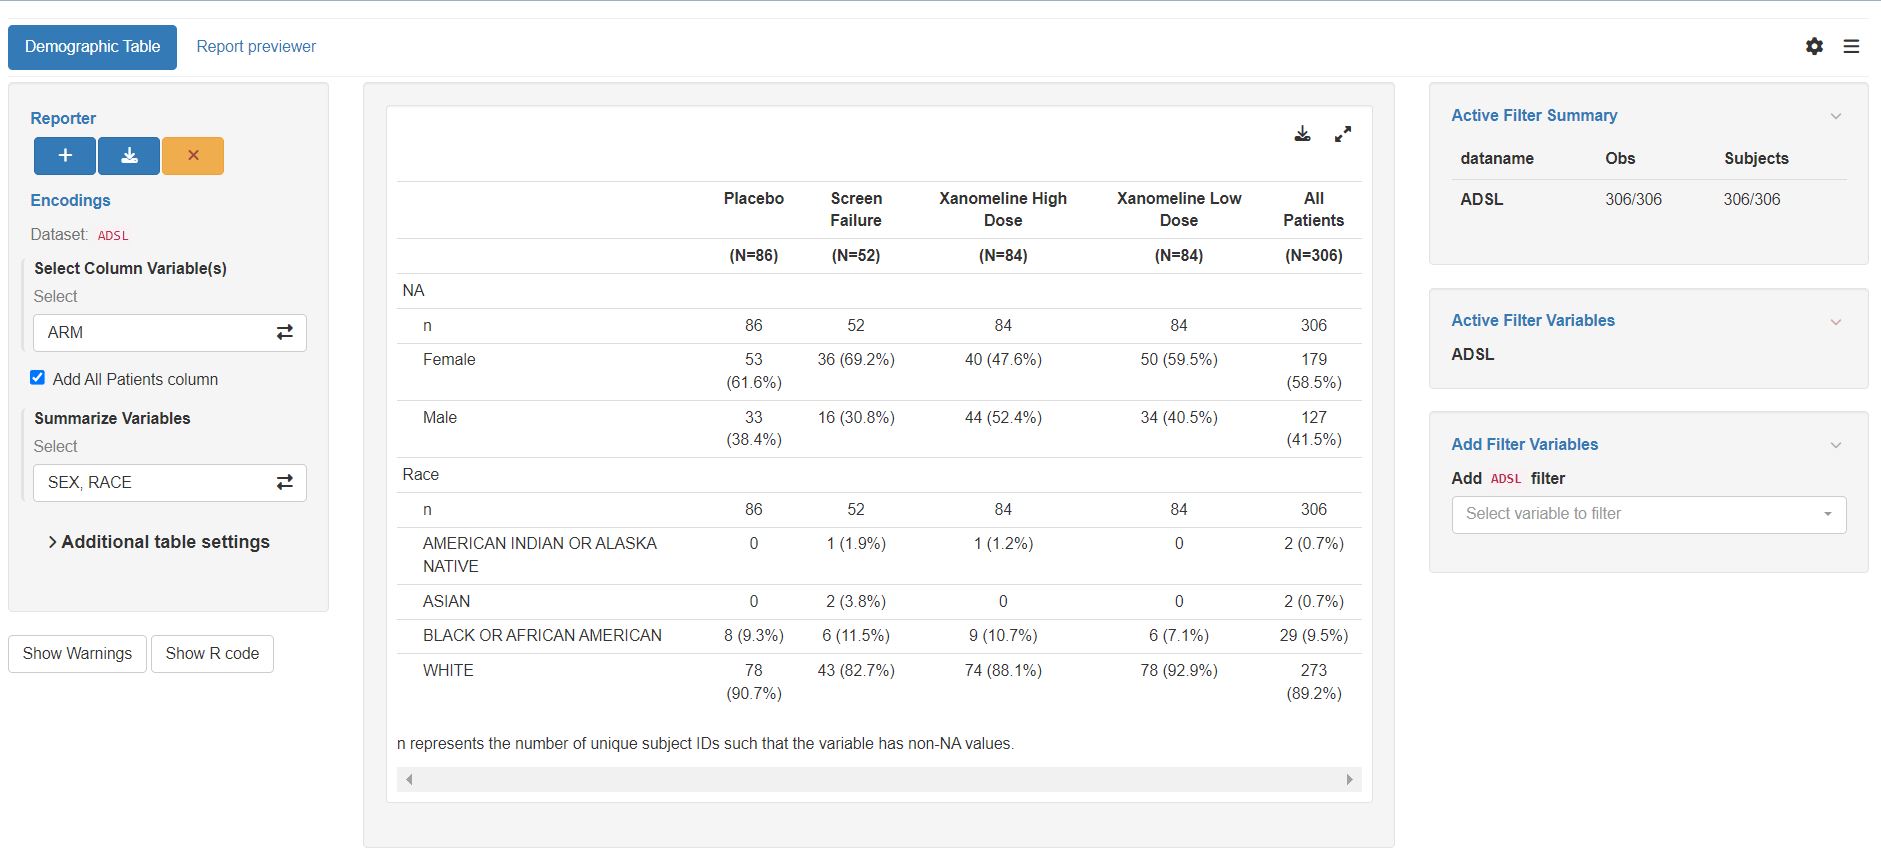 Demographic Table Report previewer
Reporter
Encodings
Dataset: ADSL
Select Column Variable(s)
Select
ARM
Add All Patients column
Summarize Variables
Select
SEX, RACE
Additional table settings
Show Warnings Show R code
Placebo Screen Failure Xanomeline High Dose Xanomeline Low Dose All Patients
(N=86) (N=52) (N=84) (N=84) (N=306)
NA
n 86 52 84 84 306
Female 53 (61.6%) 36 (69.2%) 40 (47.6%) 50 (59.5%) 179 (58.5%)
Male 33 (38.4%) 16 (30.8%) 44 (52.4%) 34 (40.5%) 127 (41.5%)
Race
n 86 52 84 84 306
AMERICAN INDIAN OR ALASKA NATIVE 0 1 (1.9%) 1 (1.2%) 0 2 (0.7%)
ASIAN 0 2 (3.8%) 0 0 2 (0.7%)
BLACK OR AFRICAN AMERICAN 8 (9.3%) 6 (11.5%) 9 (10.7%) 6 (7.1%) 29 (9.5%)
WHITE 78 (90.7%) 43 (82.7%) 74 (88.1%) 78 (92.9%) 273 (89.2%)
n represents the number of unique subject IDs such that the variable has non-NA values.
Active Filter Summary
dataname Obs Subjects
ADSL 306/306 306/306
Active Filter Variables
ADSL
Add Filter Variables
Add ADSL filter
Select variable to filter